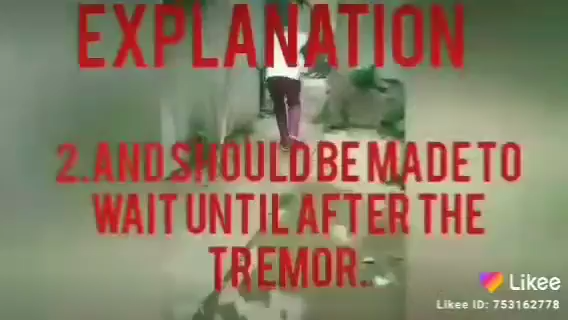 EXPLANATION
2.AND SHOULD BE MADE TO
WAIT UNTIL AFTER THE
TREMOR..
Likee
Likee ID: 753162778